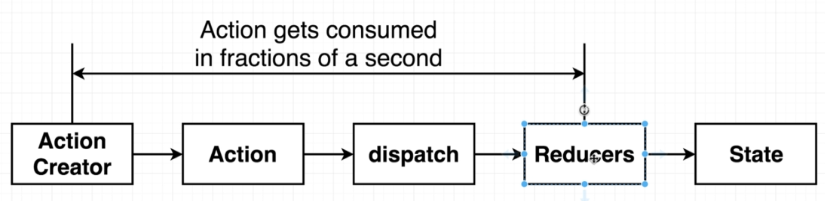 Action gets consumed
in fractions of a second
Action
Creator
Action
dispatch
Reducers
State